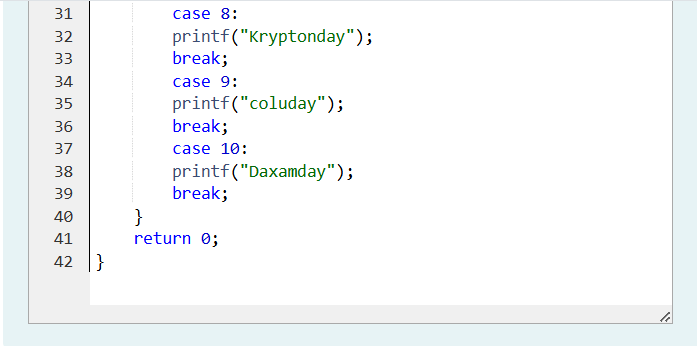 31 case 8:
32 printf("Kryptonday");
33 break;
34 case 9:
35 printf("coluday");
36 break;
37 case 10:
38 printf("Daxamday");
39 break;
40 }
41 return 0;
42 }